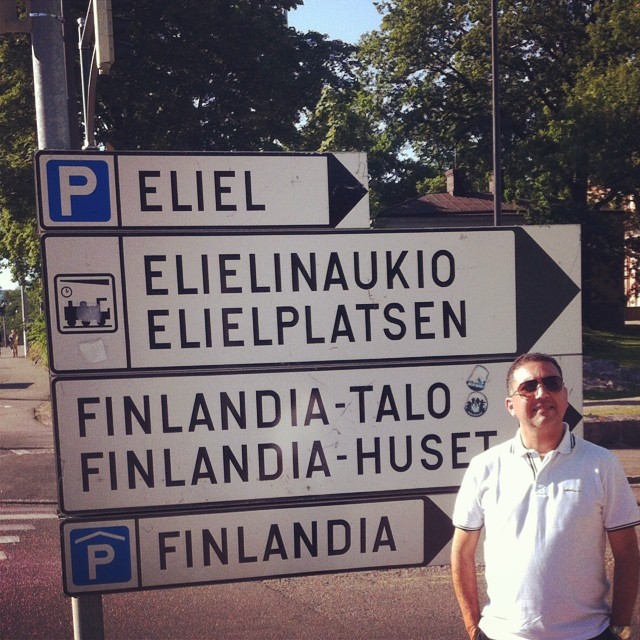 P ELIEL
ELIELINAUKIO
ELIELPLATSEN
FINLANDIA-TALO
FINLANDIA-HUSET
P FINLANDIA